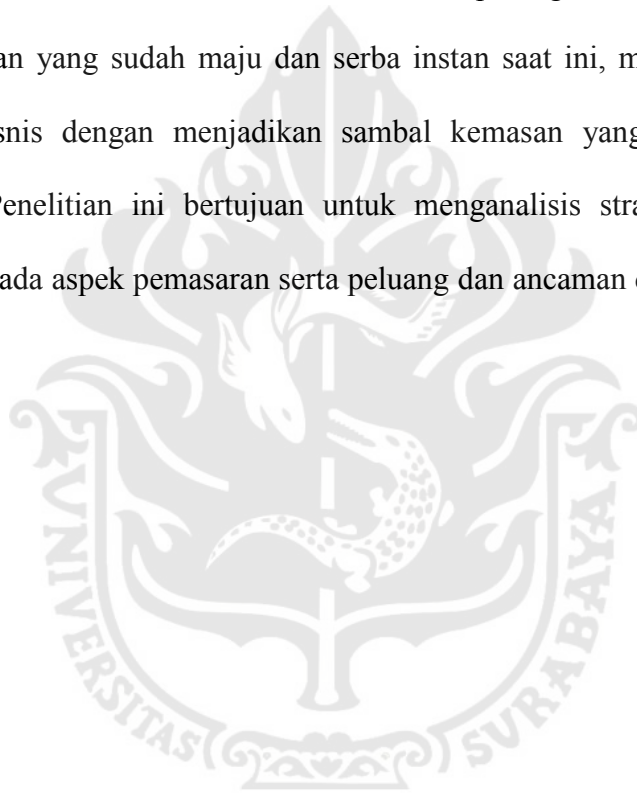 an yang sudah maju dan serba instan saat ini, m
snis dengan menjadikan sambal kemasan yang
Penelitian ini bertujuan untuk menganalisis stra
ada aspek pemasaran serta peluang dan ancaman
UNIVERSITAS SURABAYA